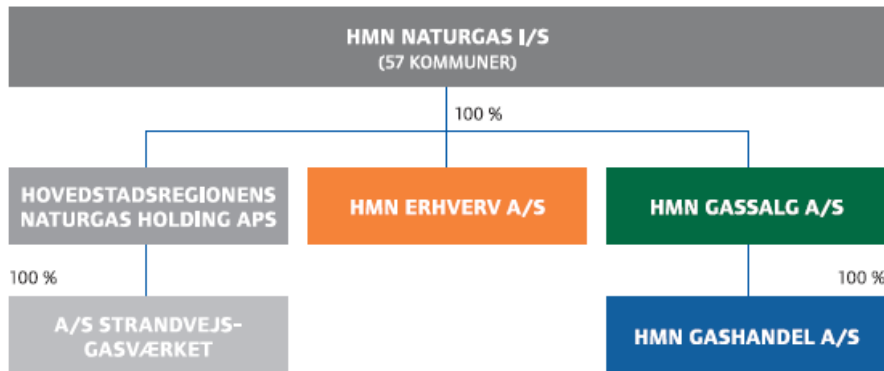 HMN NATURGAS I/S
(57 KOMMUNER)
100 %
HOVEDSTADSREGIONENS
NATURGAS HOLDING APS
HMN ERHVERV A/S
HMN GASSALG A/S
100 %
100 %
A/S STRANDVEJS-
GASVÆRKET
HMN GASHANDEL A/S